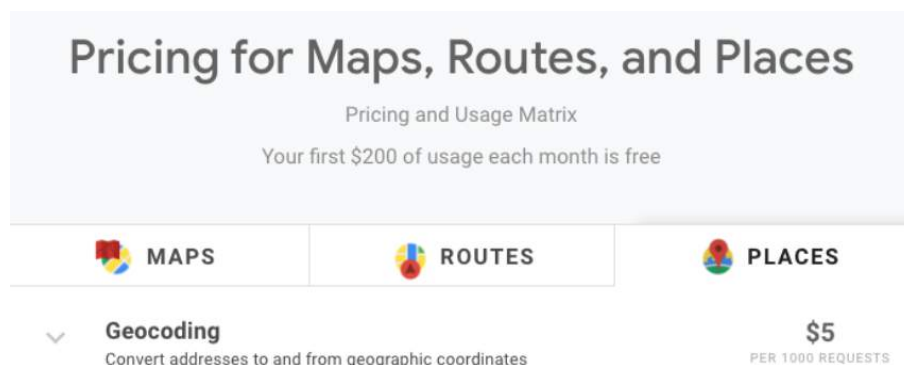 Pricing for Maps, Routes, and Places
Pricing and Usage Matrix
Your first $200 of usage each month is free
MAPS
ROUTES
PLACES
Geocoding
$5
Convert addresses to and from geographic coordinates
PER 1000 REQUESTS